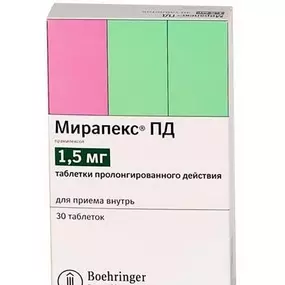 Мирапекс® ПД
1,5 мг
таблетки пролонгированного действия
для приема внутрь
30 таблеток
Boehringer